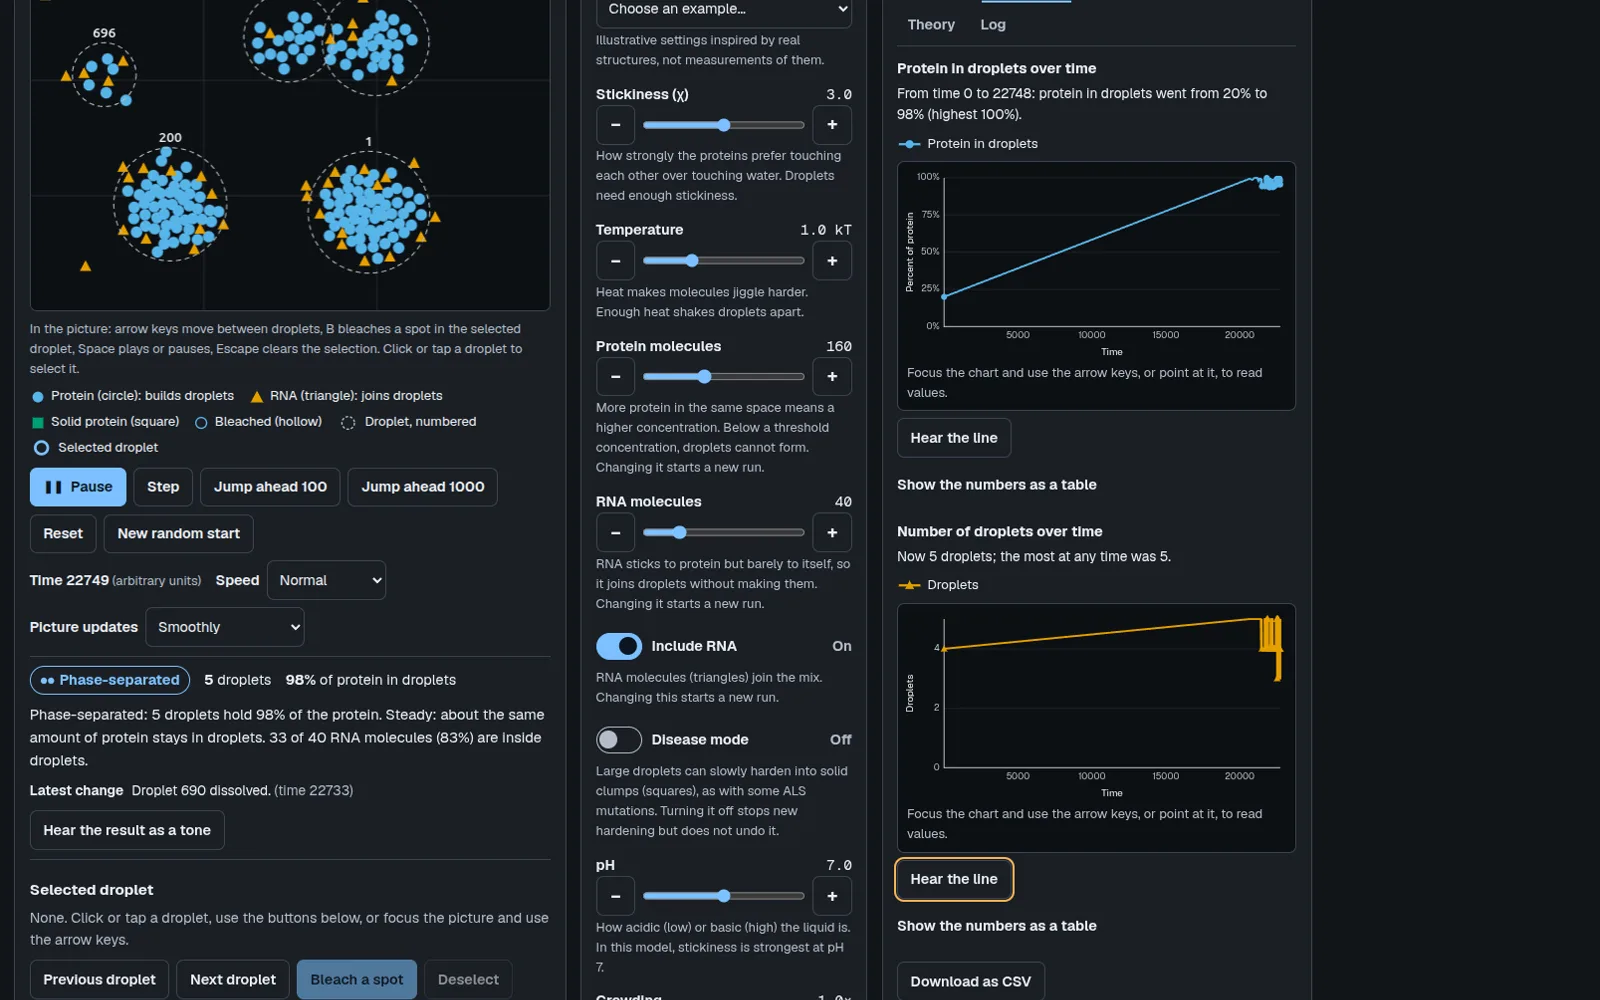 696
200
1
In the picture: arrow keys move between droplets, B bleaches a spot in the selected
droplet, Space plays or pauses, Escape clears the selection. Click or tap a droplet to
select it.
Protein (circle): builds droplets
RNA (triangle): joins droplets
Solid protein (square)
Bleached (hollow)
Droplet, numbered
Selected droplet
Pause
Step
Jump ahead 100
Jump ahead 1000
Reset
New random start
Time 22749 (arbitrary units)
Speed
Normal
Picture updates
Smoothly
Phase-separated
5 droplets
98% of protein in droplets
Phase-separated: 5 droplets hold 98% of the protein. Steady: about the same
amount of protein stays in droplets. 33 of 40 RNA molecules (83%) are inside
droplets.
Latest change Droplet 690 dissolved. (time 22733)
Hear the result as a tone
Selected droplet
None. Click or tap a droplet, use the buttons below, or focus the picture and use
the arrow keys.
Previous droplet
Next droplet
Bleach a spot
Deselect
Choose an example...
Illustrative settings inspired by real
structures, not measurements of them.
Stickiness (χ) 3.0
−
+
How strongly the proteins prefer touching
each other over touching water. Droplets
need enough stickiness.
Temperature 1.0 kT
−
+
Heat makes molecules jiggle harder.
Enough heat shakes droplets apart.
Protein molecules 160
−
+
More protein in the same space means a
higher concentration. Below a threshold
concentration, droplets cannot form.
Changing it starts a new run.
RNA molecules 40
−
+
RNA sticks to protein but barely to itself, so
it joins droplets without making them.
Changing it starts a new run.
Include RNA On
RNA molecules (triangles) join the mix.
Changing this starts a new run.
Disease mode Off
Large droplets can slowly harden into solid
clumps (squares), as with some ALS
mutations. Turning it off stops new
hardening but does not undo it.
pH 7.0
−
+
How acidic (low) or basic (high) the liquid is.
In this model, stickiness is strongest at pH
7.
Crowding 1.0x
Theory
Log
Protein in droplets over time
From time 0 to 22748: protein in droplets went from 20% to
98% (highest 100%).
Protein in droplets
100%
75%
50%
25%
0%
Percent of protein
5000
10000
15000
20000
Time
Focus the chart and use the arrow keys, or point at it, to read
values.
Hear the line
Show the numbers as a table
Number of droplets over time
Now 5 droplets; the most at any time was 5.
Droplets
4
2
0
Droplets
5000
10000
15000
20000
Time
Focus the chart and use the arrow keys, or point at it, to read
values.
Hear the line
Show the numbers as a table
Download as CSV